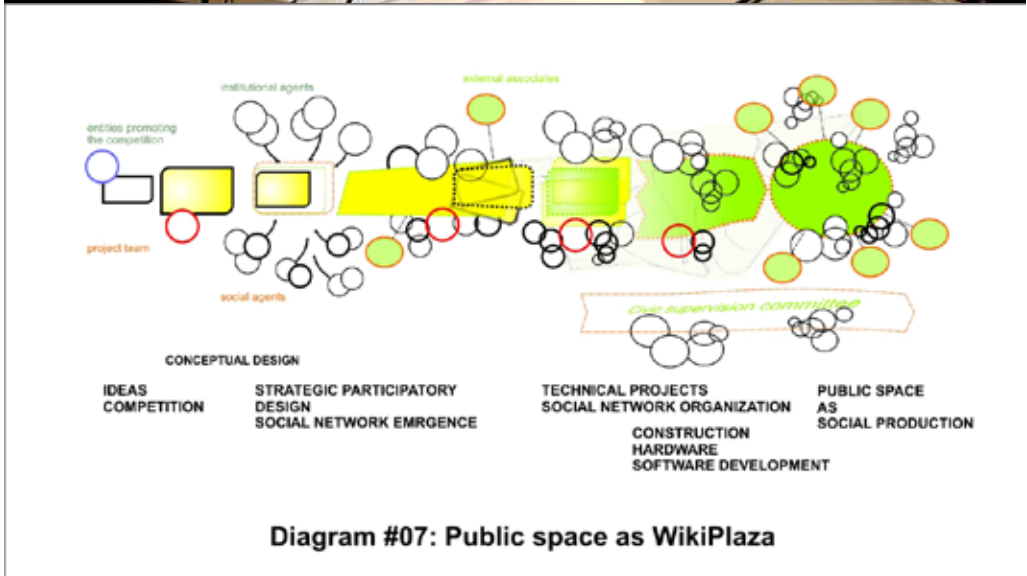 institutional agents
external associates
entities promoting
the competition
project team
social agents
Civic supervision committee
CONCEPTUAL DESIGN
IDEAS
COMPETITION
STRATEGIC PARTICIPATORY
DESIGN
SOCIAL NETWORK EMRGENCE
TECHNICAL PROJECTS
SOCIAL NETWORK ORGANIZATION
CONSTRUCTION
HARDWARE
SOFTWARE DEVELOPMENT
PUBLIC SPACE
AS
SOCIAL PRODUCTION
Diagram #07: Public space as WikiPlaza